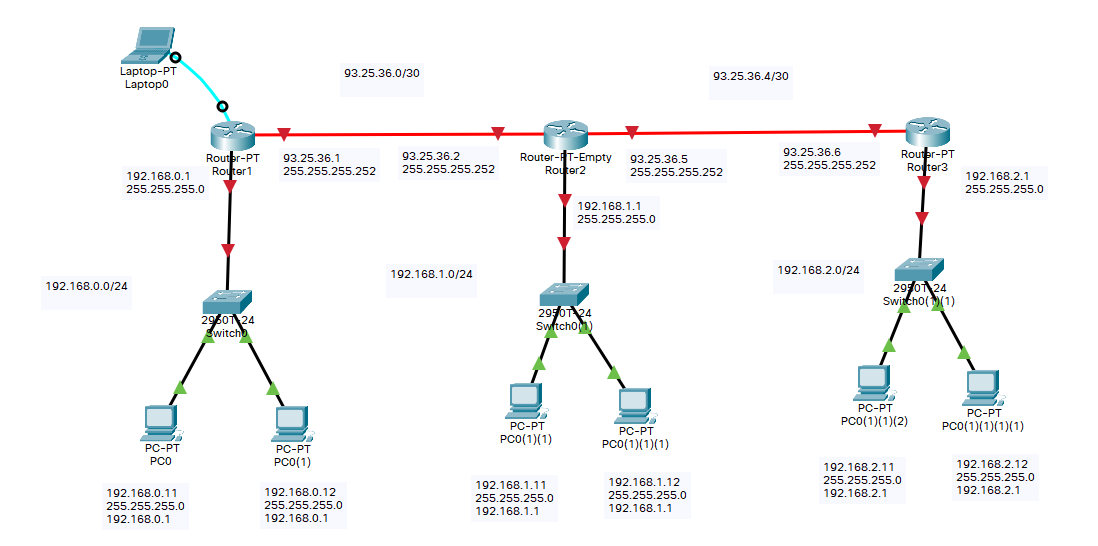 Laptop-PT
Laptop0
93.25.36.0/30
93.25.36.4/30
Router-PT
Router1
93.25.36.1
255.255.255.252
93.25.36.2
255.255.255.252
Router-PT-Empty
Router2
93.25.36.5
255.255.255.252
93.25.36.6
255.255.255.252
Router-PT
Router3
192.168.0.1
255.255.255.0
192.168.1.1
255.255.255.0
192.168.2.1
255.255.255.0
192.168.0.0/24
192.168.1.0/24
192.168.2.0/24
2950T-24
Switch0
2950T-24
Switch0(1)
2950T-24
Switch0(1)(1)
PC-PT
PC0
PC-PT
PC0(1)
PC-PT
PC0(1)(1)
PC-PT
PC0(1)(1)(1)
PC-PT
PC0(1)(1)(2)
PC-PT
PC0(1)(1)(1)(1)
192.168.0.11
255.255.255.0
192.168.0.1
192.168.0.12
255.255.255.0
192.168.0.1
192.168.1.11
255.255.255.0
192.168.1.1
192.168.1.12
255.255.255.0
192.168.1.1
192.168.2.11
255.255.255.0
192.168.2.1
192.168.2.12
255.255.255.0
192.168.2.1